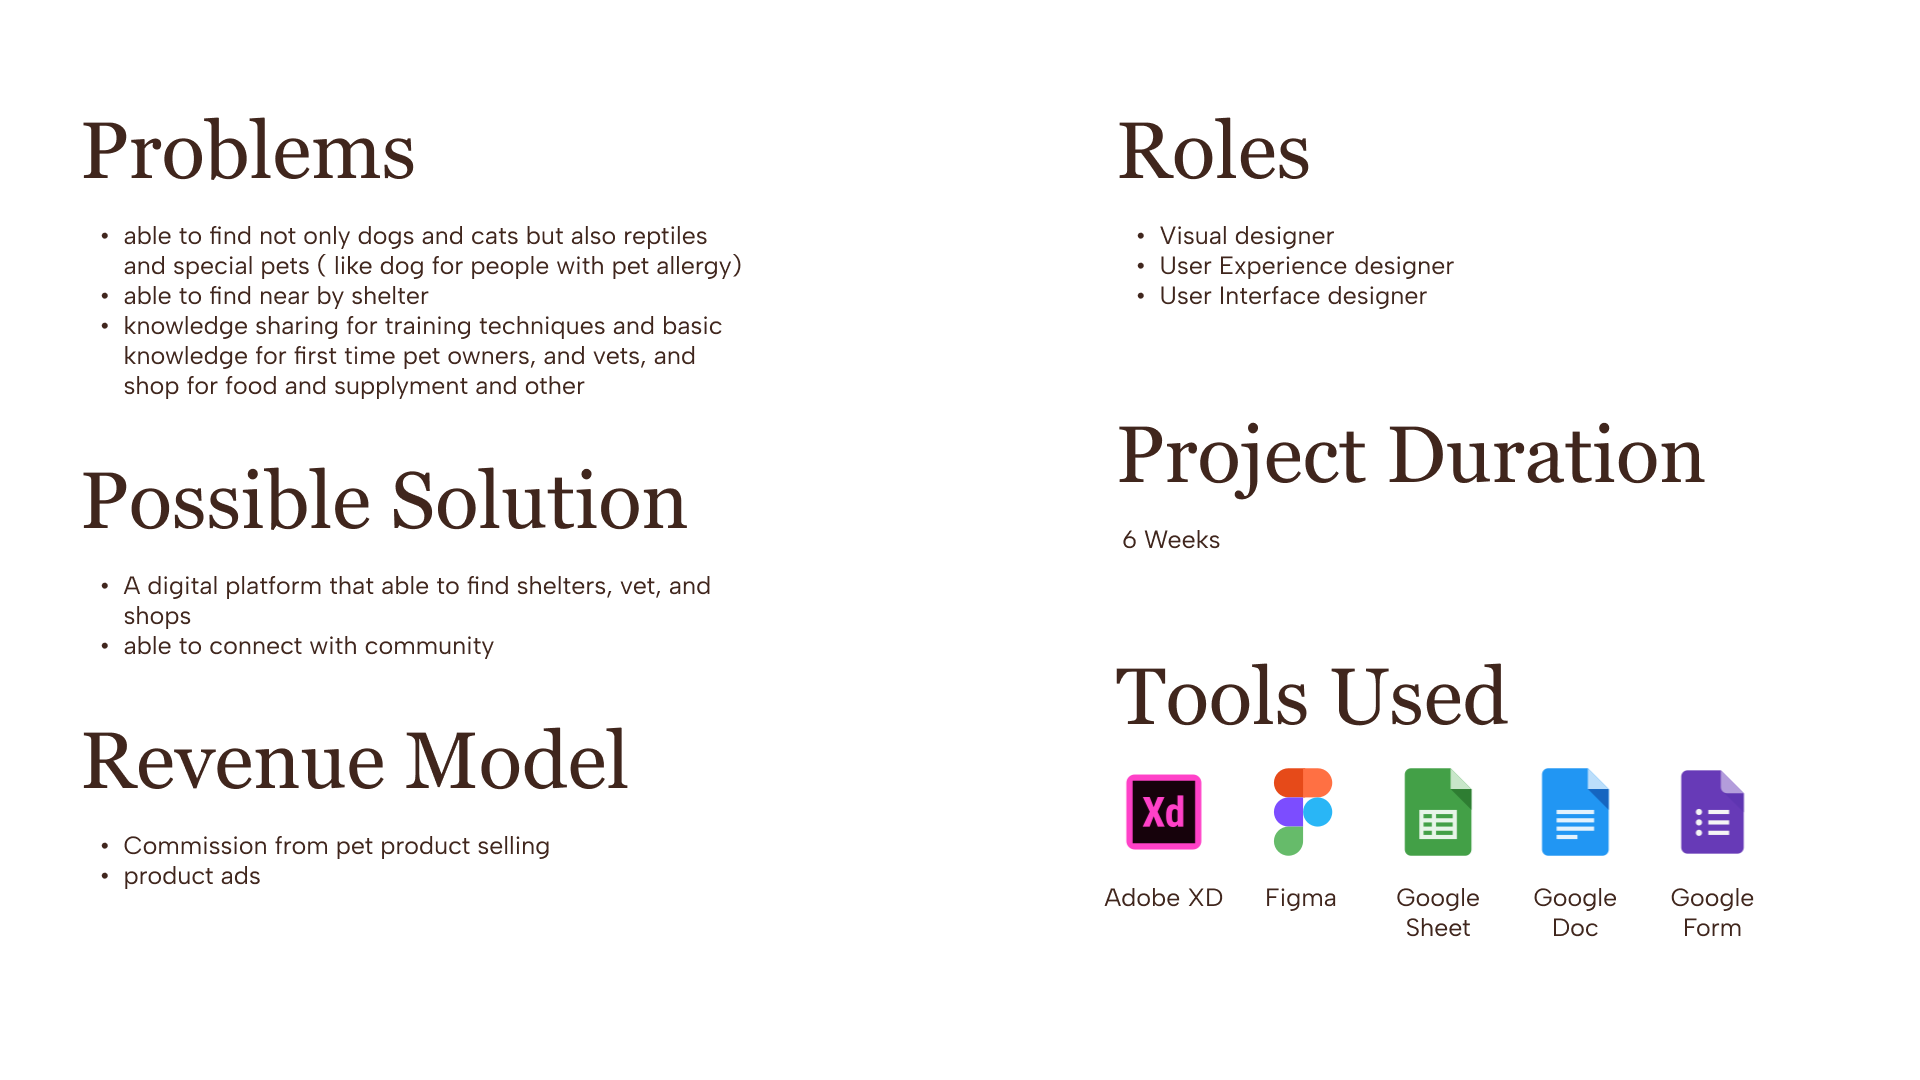 Problems
• able to find not only dogs and cats but also reptiles
and special pets ( like dog for people with pet allergy)
• able to find near by shelter
• knowledge sharing for training techniques and basic
knowledge for first time pet owners, and vets, and
shop for food and supplyment and other
Possible Solution
• A digital platform that able to find shelters, vet, and
shops
• able to connect with community
Revenue Model
• Commission from pet product selling
• product ads
Roles
• Visual designer
• User Experience designer
• User Interface designer
Project Duration
6 Weeks
Tools Used
Xd
Adobe XD
Figma
Google
Sheet
Google
Doc
Google
Form